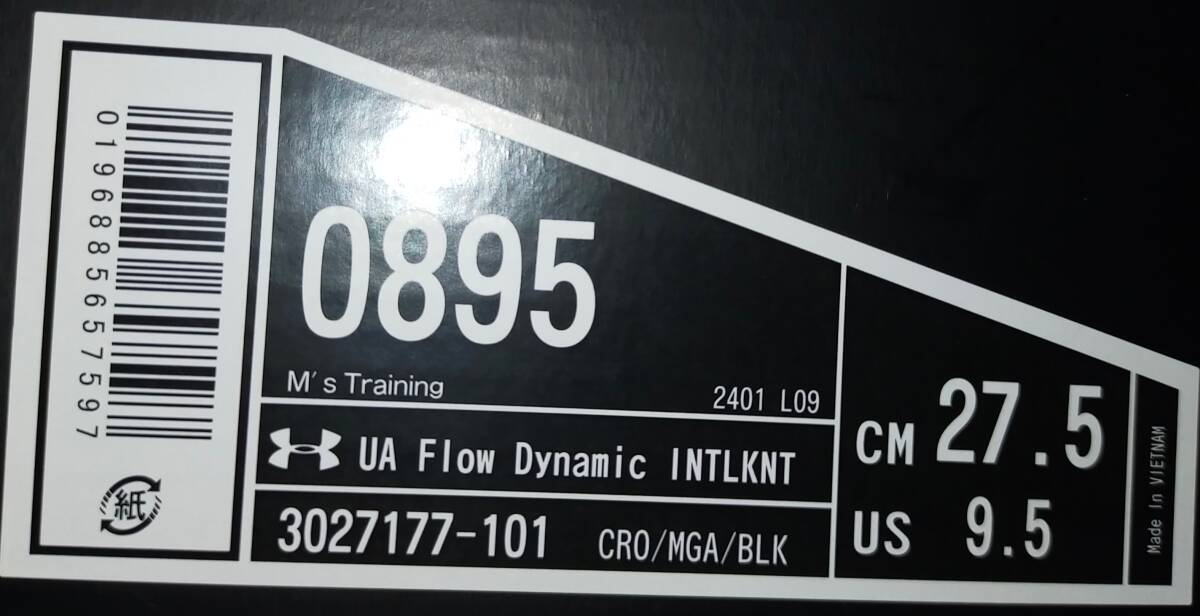 0196885657597
紙
0895
M's Training
2401 L09
UA Flow Dynamic INTLKNT
3027177-101 CRO/MGA/BLK
CM 27.5
US 9.5
Made In VIETNAM